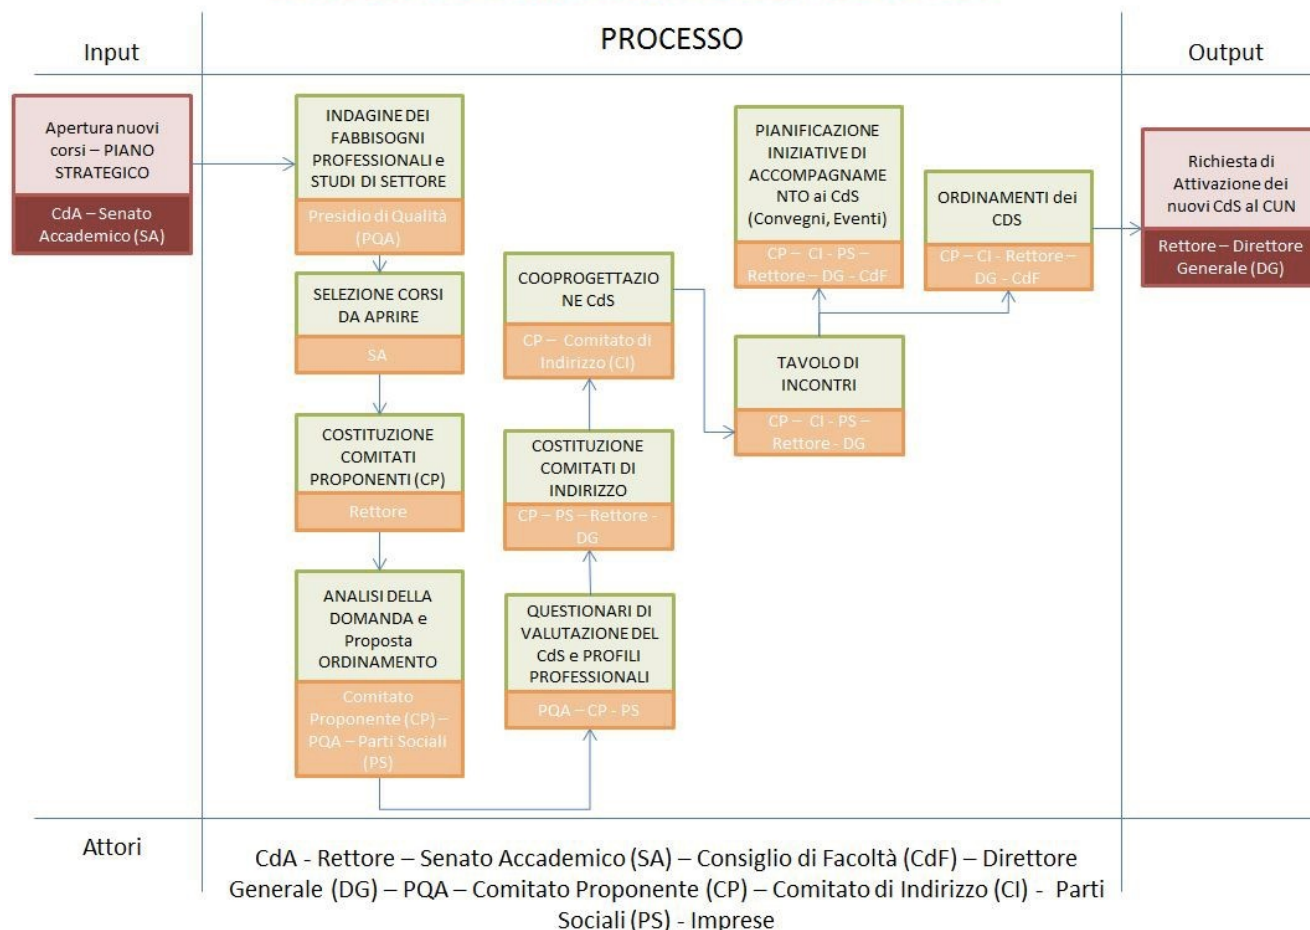 Input
PROCESSO
Output
Apertura nuovi
corsi – PIANO
STRATEGICO
CdA – Senato
Accademico (SA)
INDAGINE DEI
FABBISOGNI
PROFESSIONALI e
STUDI DI SETTORE
Presidio di Qualità
(PQA)
SELEZIONE CORSI
DA APRIRE
SA
COSTITUZIONE
COMITATI
PROPONENTI (CP)
Rettore
ANALISI DELLA
DOMANDA e
Proposta
ORDINAMENTO
Comitato
Proponente (CP) –
PQA – Parti Sociali
(PS)
QUESTIONARI DI
VALUTAZIONE DEL
CdS e PROFILI
PROFESSIONALI
PQA – CP - PS
COSTITUZIONE
COMITATI DI
INDIRIZZO
CP – PS – Rettore -
DG
COOPROGETTAZIO
NE CdS
CP – Comitato di
Indirizzo (CI)
TAVOLO DI
INCONTRI
CP – CI - PS –
Rettore - DG
PIANIFICAZIONE
INIZIATIVE DI
ACCOMPAGNAME
NTO ai CdS
(Convegni, Eventi)
CP – CI - PS –
Rettore – DG - CdF
ORDINAMENTI dei
CDS
CP – CI - Rettore –
DG - CdF
Richiesta di
Attivazione dei
nuovi CdS al CUN
Rettore – Direttore
Generale (DG)
Attori
CdA - Rettore – Senato Accademico (SA) – Consiglio di Facoltà (CdF) – Direttore
Generale (DG) – PQA – Comitato Proponente (CP) – Comitato di Indirizzo (CI) - Parti
Sociali (PS) - Imprese